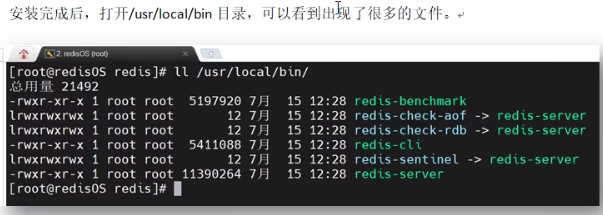 安装完成后，打开/usr/local/bin 目录，可以看到出现了很多的文件。
2. redisOS (root)
[root@redisOS redis]# ll /usr/local/bin/
总用量 21492
-rwxr-xr-x 1 root root  5197920 7月  15 12:28 redis-benchmark
lrwxrwxrwx 1 root root       12 7月  15 12:28 redis-check-aof -> redis-server
lrwxrwxrwx 1 root root       12 7月  15 12:28 redis-check-rdb -> redis-server
-rwxr-xr-x 1 root root  5411088 7月  15 12:28 redis-cli
lrwxrwxrwx 1 root root       12 7月  15 12:28 redis-sentinel -> redis-server
-rwxr-xr-x 1 root root 11390264 7月  15 12:28 redis-server
[root@redisOS redis]#